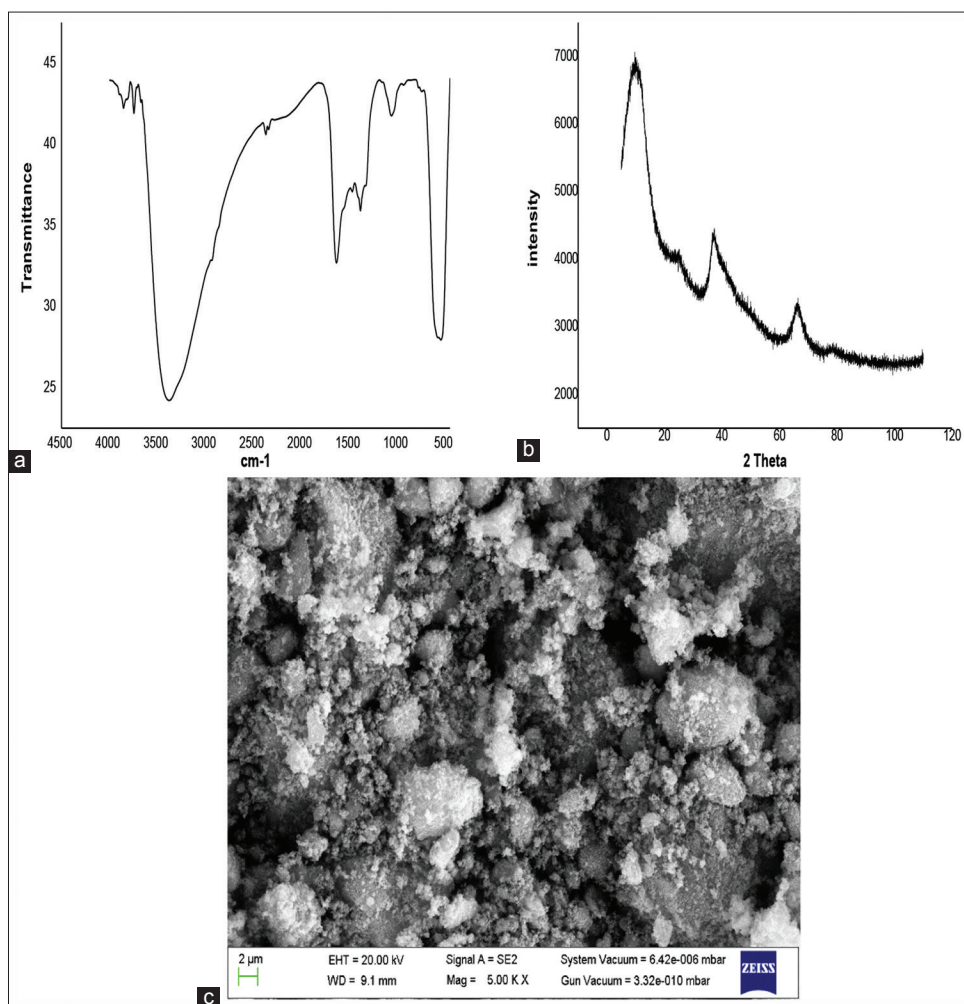 45
40
35
30
25
Transmittance
4500 4000 3500 3000 2500 2000 1500 1000 500
cm-1
a
7000
6000
5000
4000
3000
2000
intensity
0 20 40 60 80 100 120
2 Theta
b
2 µm EHT = 20.00 kV Signal A = SE2 System Vacuum = 6.42e-006 mbar
WD = 9.1 mm Mag = 5.00 K X Gun Vacuum = 3.32e-010 mbar
ZEISS
c